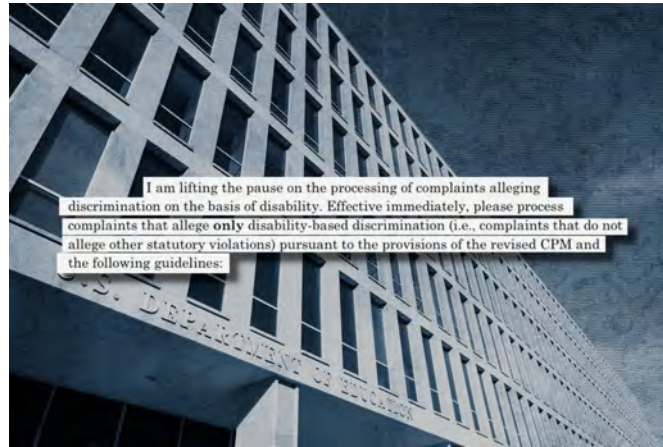 I am lifting the pause on the processing of complaints alleging
discrimination on the basis of disability. Effective immediately, please process
complaints that allege only disability-based discrimination (i.e., complaints that do not
allege other statutory violations) pursuant to the provisions of the revised CPM and
the following guidelines:
U.S. DEPARTMENT OF EDUCATION